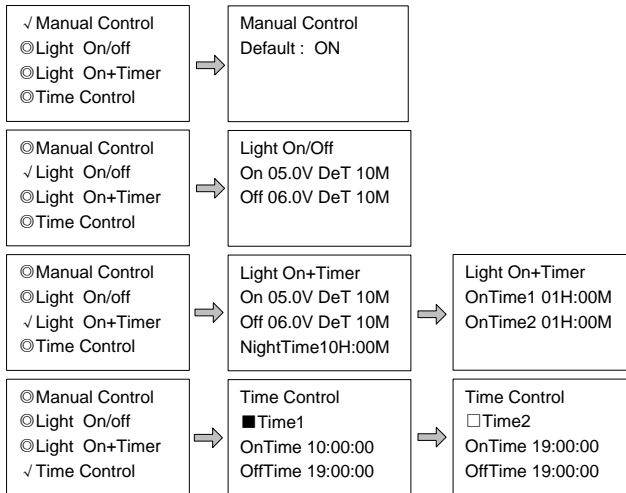 √Manual Control
◎Light On/off
◎Light On+Timer
◎Time Control
Manual Control
Default : ON
◎Manual Control
√Light On/off
◎Light On+Timer
◎Time Control
Light On/Off
On 05.0V DeT 10M
Off 06.0V DeT 10M
◎Manual Control
◎Light On/off
√Light On+Timer
◎Time Control
Light On+Timer
On 05.0V DeT 10M
Off 06.0V DeT 10M
NightTime10H:00M
Light On+Timer
OnTime1 01H:00M
OnTime2 01H:00M
◎Manual Control
◎Light On/off
◎Light On+Timer
√Time Control
Time Control
■Time1
OnTime 10:00:00
OffTime 19:00:00
Time Control
□Time2
OnTime 19:00:00
OffTime 19:00:00